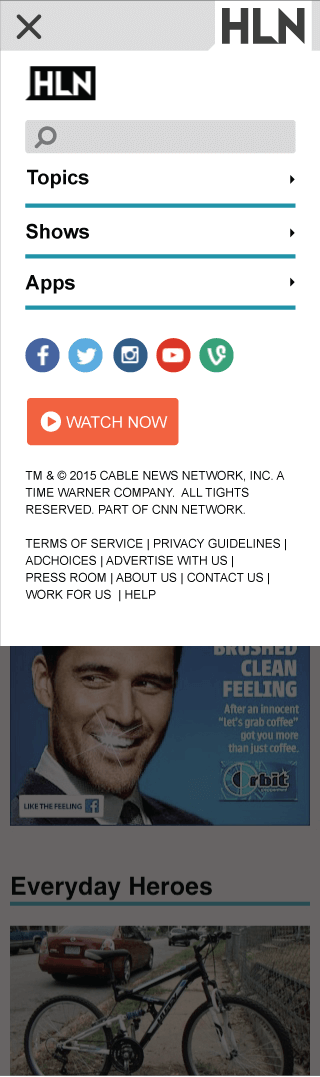 HLN
HLN
Topics
Shows
Apps
WATCH NOW
TM & © 2015 CABLE NEWS NETWORK, INC. A
TIME WARNER COMPANY.  ALL TIGHTS
RESERVED. PART OF CNN NETWORK.
TERMS OF SERVICE | PRIVACY GUIDELINES |
ADCHOICES | ADVERTISE WITH US |
PRESS ROOM | ABOUT US | CONTACT US |
WORK FOR US  | HELP
BRUSHED
CLEAN
FEELING
After an innocent
"let's grab coffee"
got you more
than just coffee.
Orbit
LIKE THE FEELING
Everyday Heroes